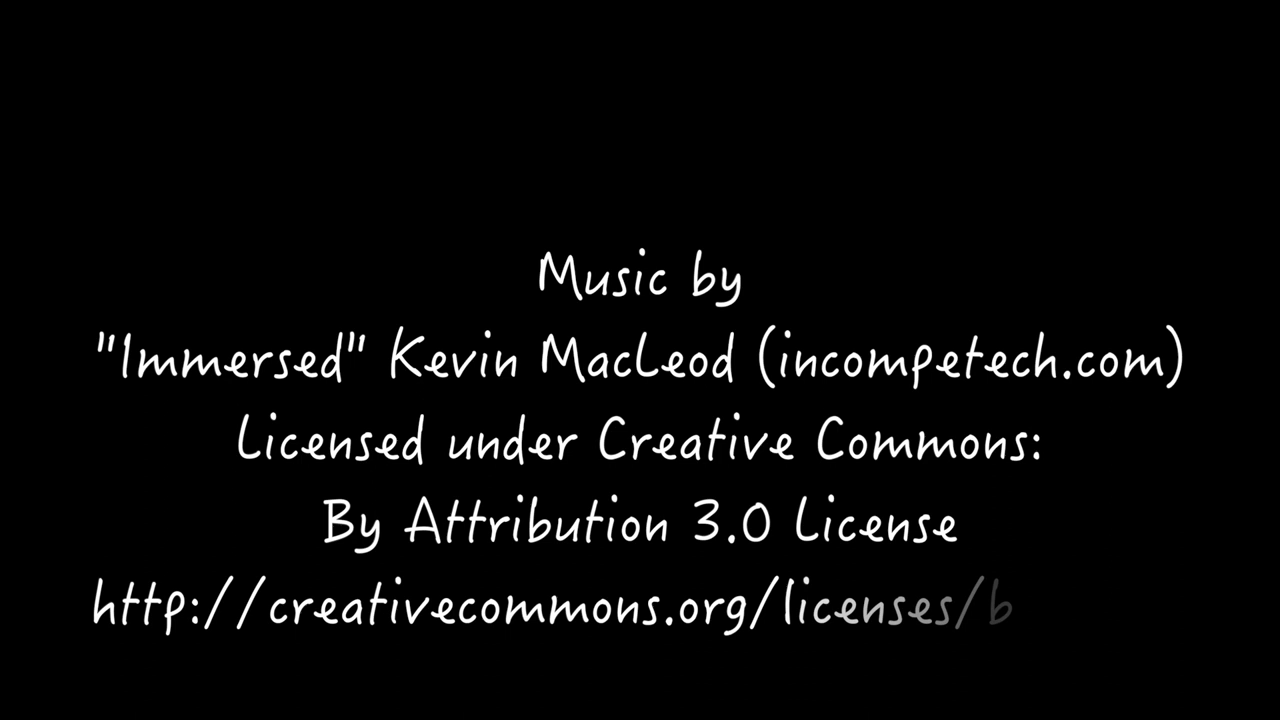 Music by
"Immersed" Kevin MacLeod (incompetech.com)
Licensed under Creative Commons:
By Attribution 3.0 License
http://creativecommons.org/licenses/b